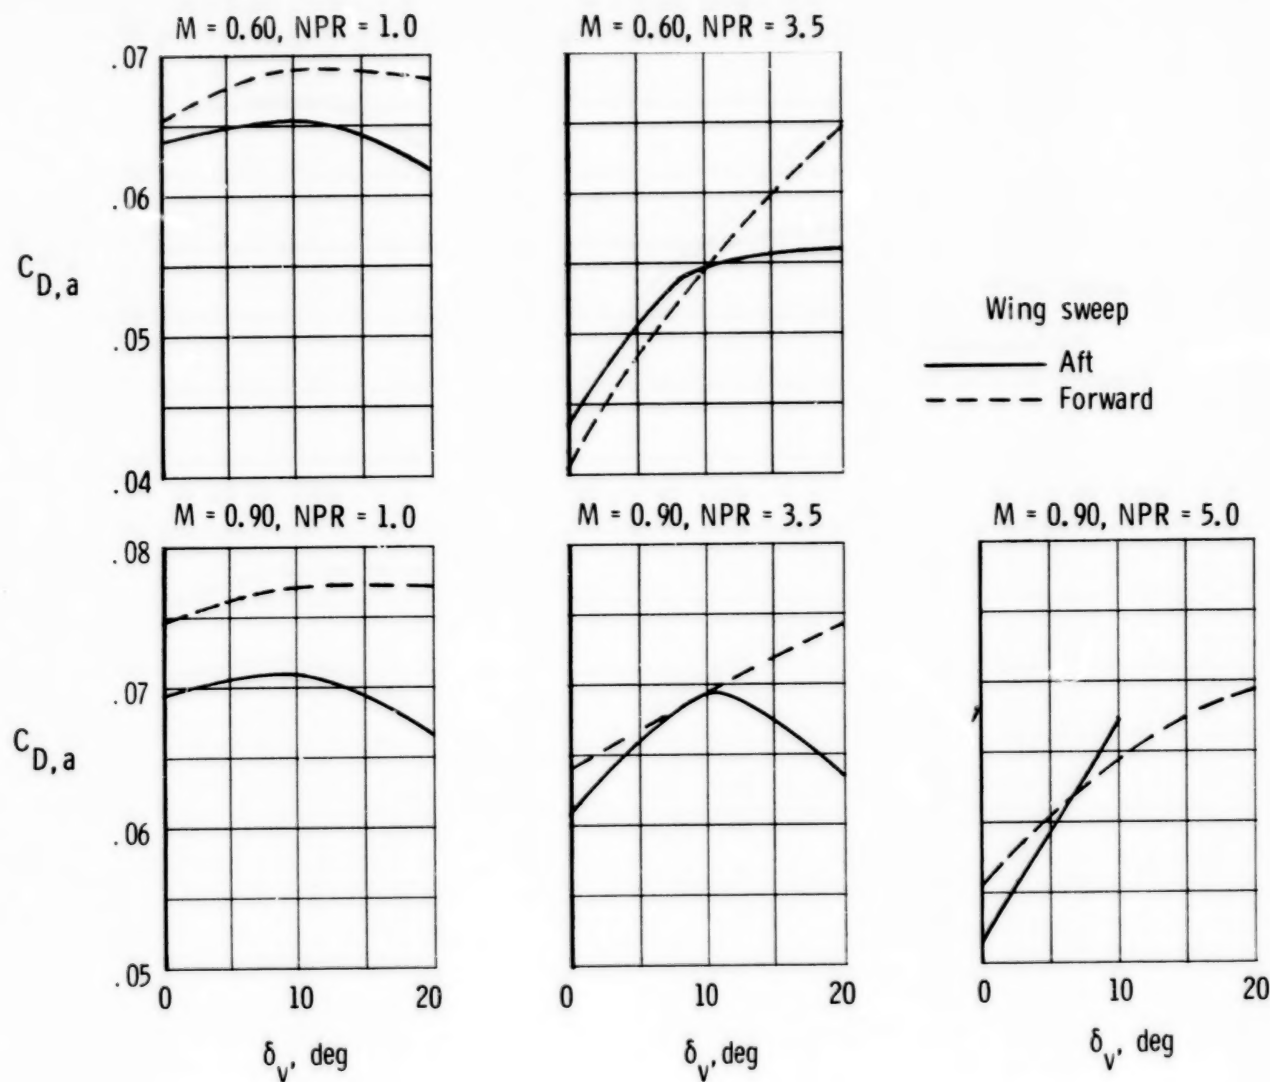 M = 0.60, NPR = 1.0
M = 0.60, NPR = 3.5
.07
.06
.05
.04
C_D,a
Wing sweep
Aft
Forward
M = 0.90, NPR = 1.0
M = 0.90, NPR = 3.5
M = 0.90, NPR = 5.0
.08
.07
.06
.05
C_D,a
0 10 20
0 10 20
0 10 20
δ_v, deg
δ_v, deg
δ_v, deg